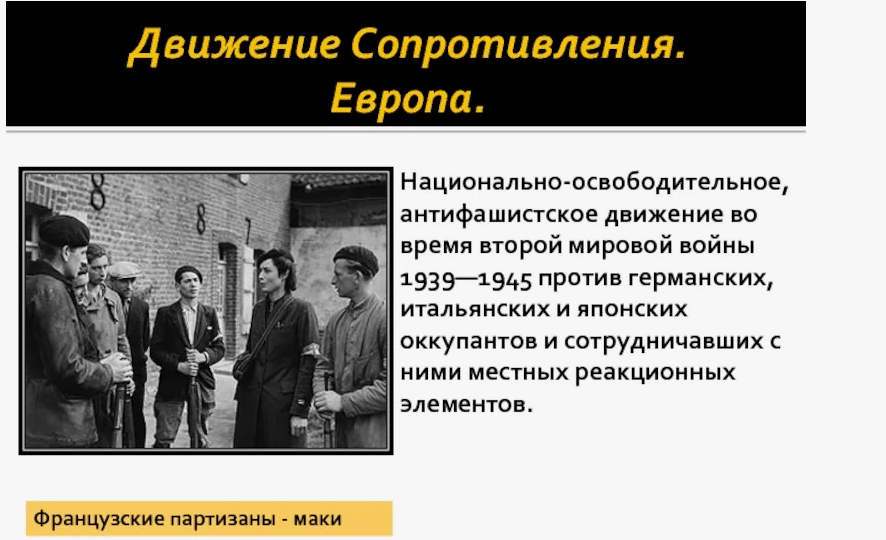 Движение Сопротивления.
Европа.
Национально-освободительное,
антифашистское движение во
время второй мировой войны
1939—1945 против германских,
итальянских и японских
оккупантов и сотрудничавших с
ними местных реакционных
элементов.
8
8
7
Французские партизаны - маки